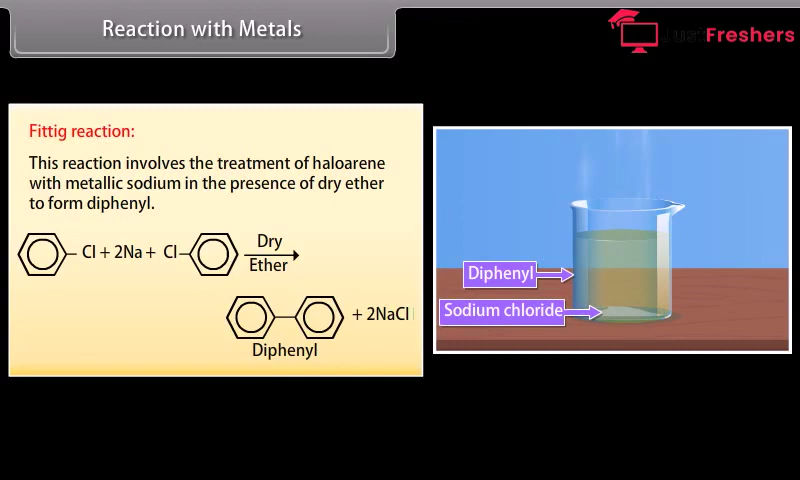 Reaction with Metals
JustFreshers
Fittig reaction:
This reaction involves the treatment of haloarene
with metallic sodium in the presence of dry ether
to form diphenyl.
Cl + 2Na + Cl
Dry
Ether
+ 2NaCl
Diphenyl
Diphenyl
Sodium chloride